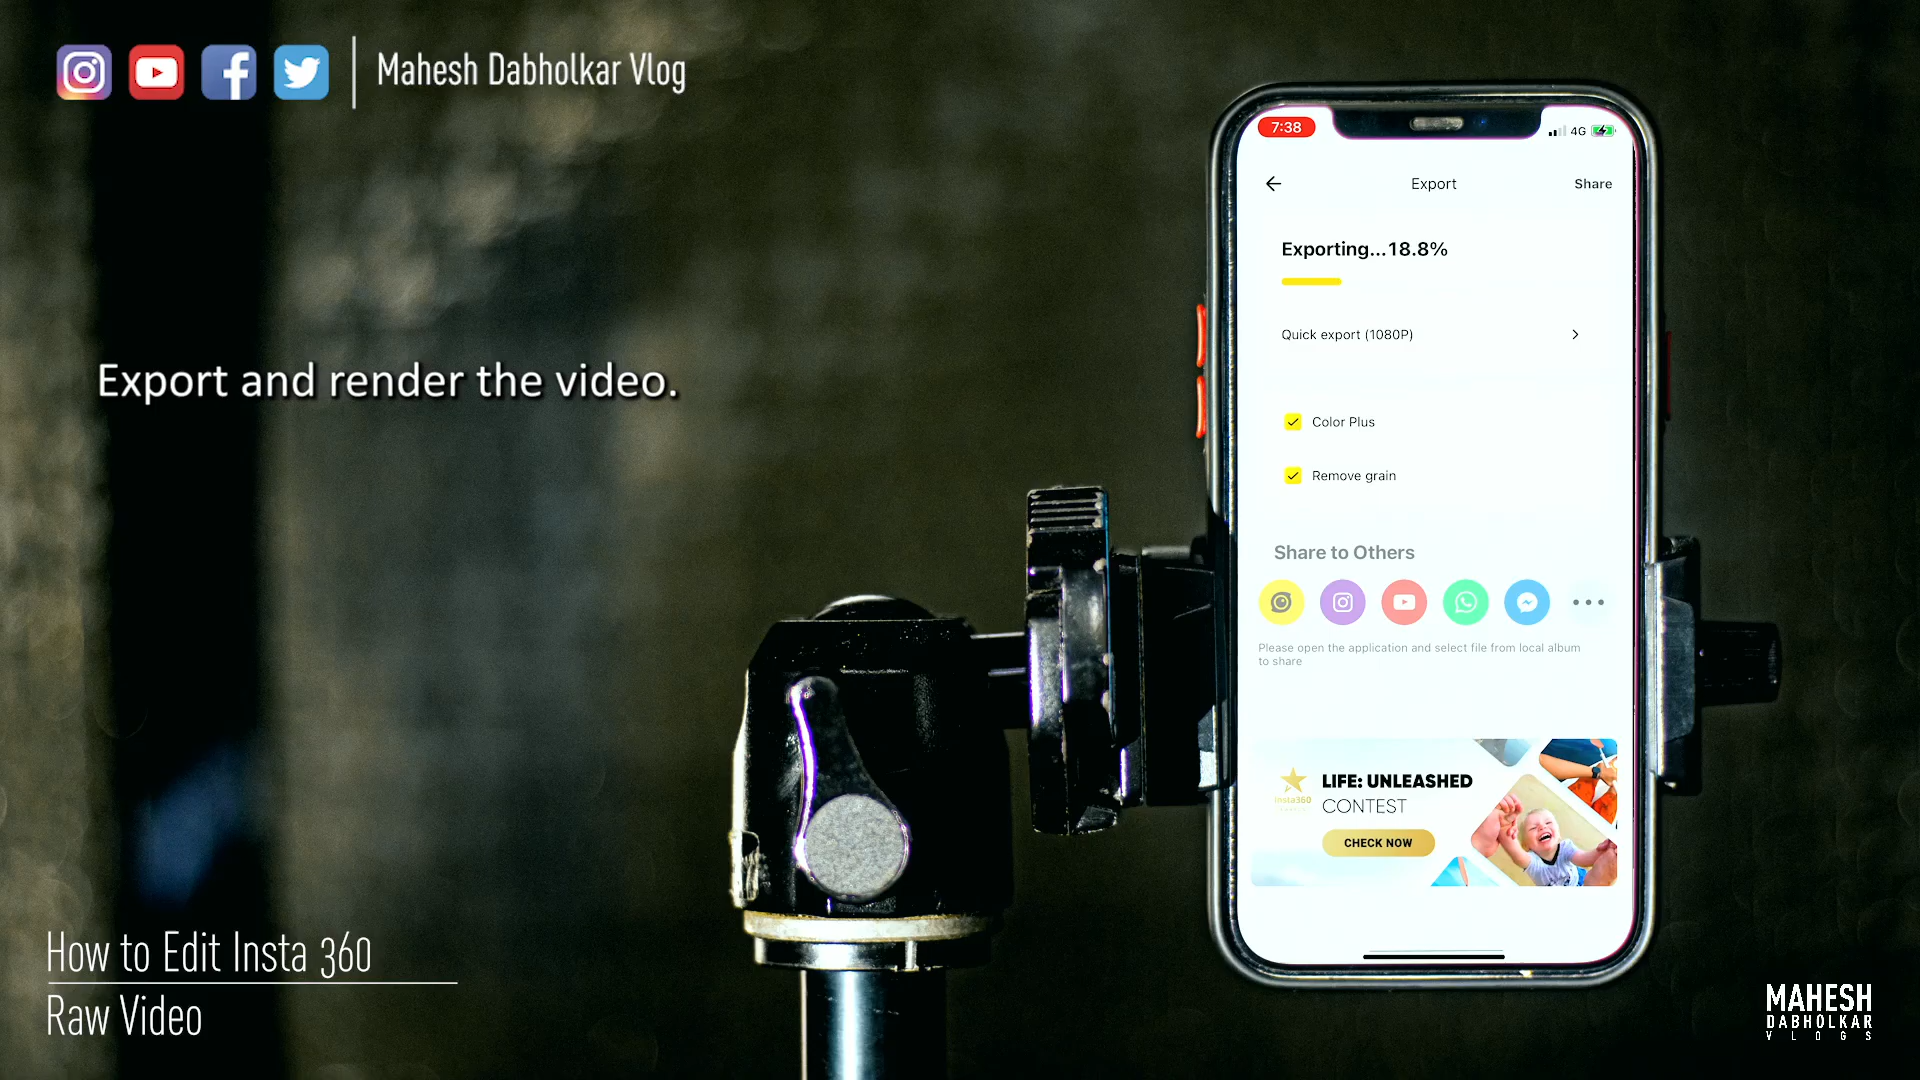 Mahesh Dabholkar Vlog
7:38
4G
Export
Share
Exporting...18.8%
Quick export (1080P)
Export and render the video.
Color Plus
Remove grain
Share to Others
Please open the application and select file from local album
to share
LIFE: UNLEASHED
Insta360
CONTEST
CHECK NOW
How to Edit Insta 360
Raw Video
MAHESH
DABHOLKAR
VLOGS